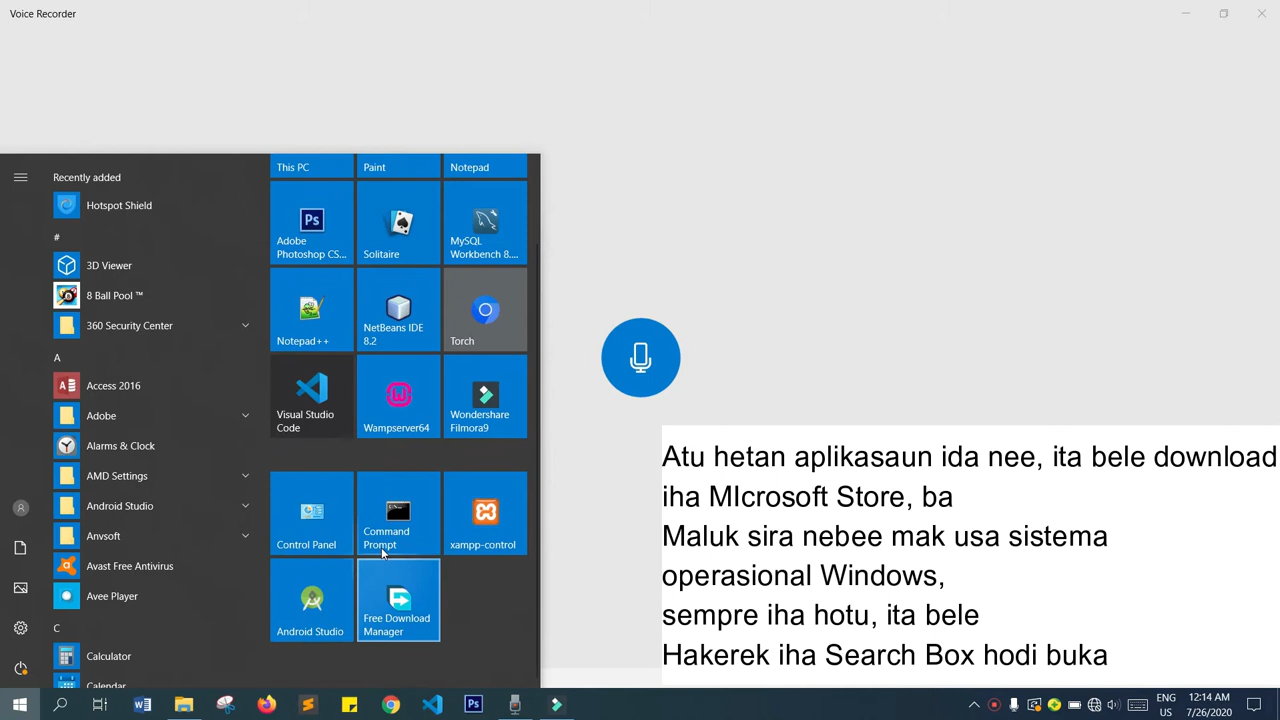 Voice Recorder
Recently added
Hotspot Shield
#
3D Viewer
8 Ball Pool ™
360 Security Center
A
Access 2016
Adobe
Alarms & Clock
AMD Settings
Android Studio
Anvsoft
Avast Free Antivirus
Avee Player
C
Calculator
Calendar
This PC
Paint
Notepad
Ps
Adobe
Photoshop CS...
Solitaire
MySQL
Workbench 8....
Notepad++
NetBeans IDE
8.2
Torch
Visual Studio
Code
Wampserver64
Wondershare
Filmora9
Control Panel
Command
Prompt
xampp-control
Android Studio
Free Download
Manager
Atu hetan aplikasaun ida nee, ita bele download
iha MIcrosoft Store, ba
Maluk sira nebee mak usa sistema
operasional Windows,
sempre iha hotu, ita bele
Hakerek iha Search Box hodi buka
Ps
ENG
US
12:14 AM
7/26/2020